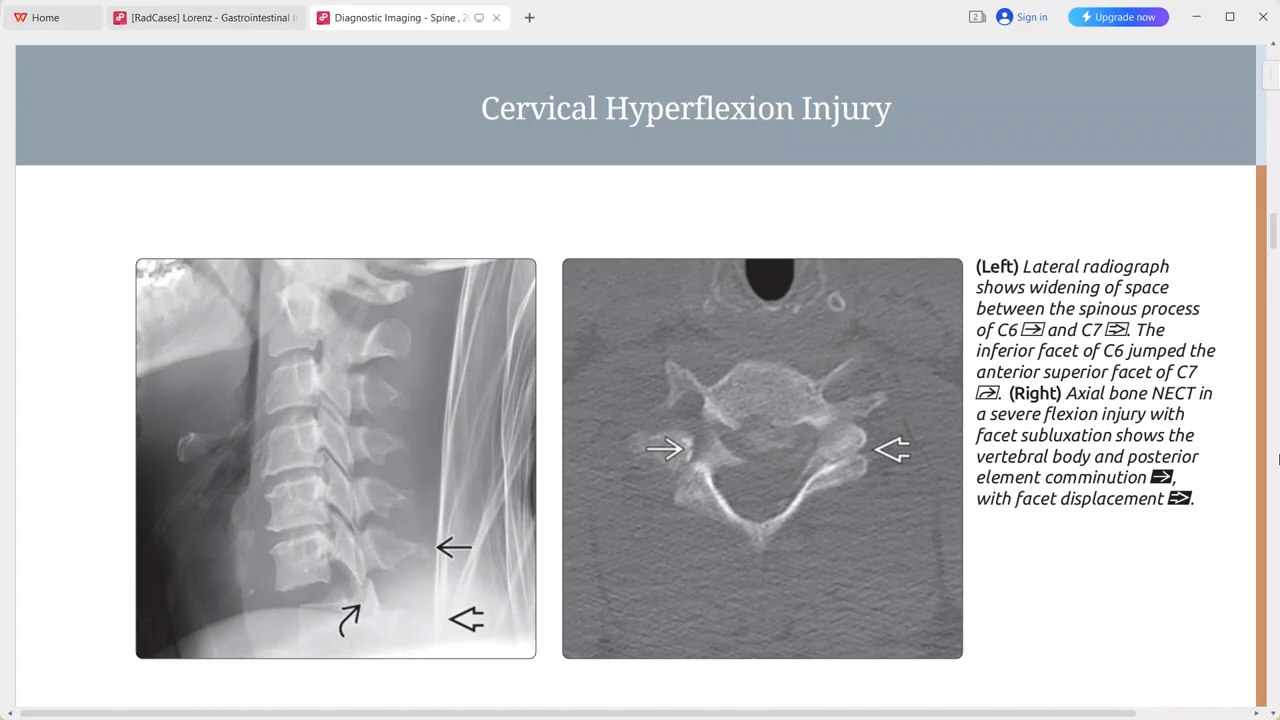 Home
[RadCases] Lorenz - Gastrointestinal
Diagnostic Imaging - Spine ,
2
Sign in
Upgrade now
Cervical Hyperflexion Injury
(Left) Lateral radiograph
shows widening of space
between the spinous process
of C6 and C7. The
inferior facet of C6 jumped the
anterior superior facet of C7
. (Right) Axial bone NECT in
a severe flexion injury with
facet subluxation shows the
vertebral body and posterior
element comminution ,
with facet displacement .